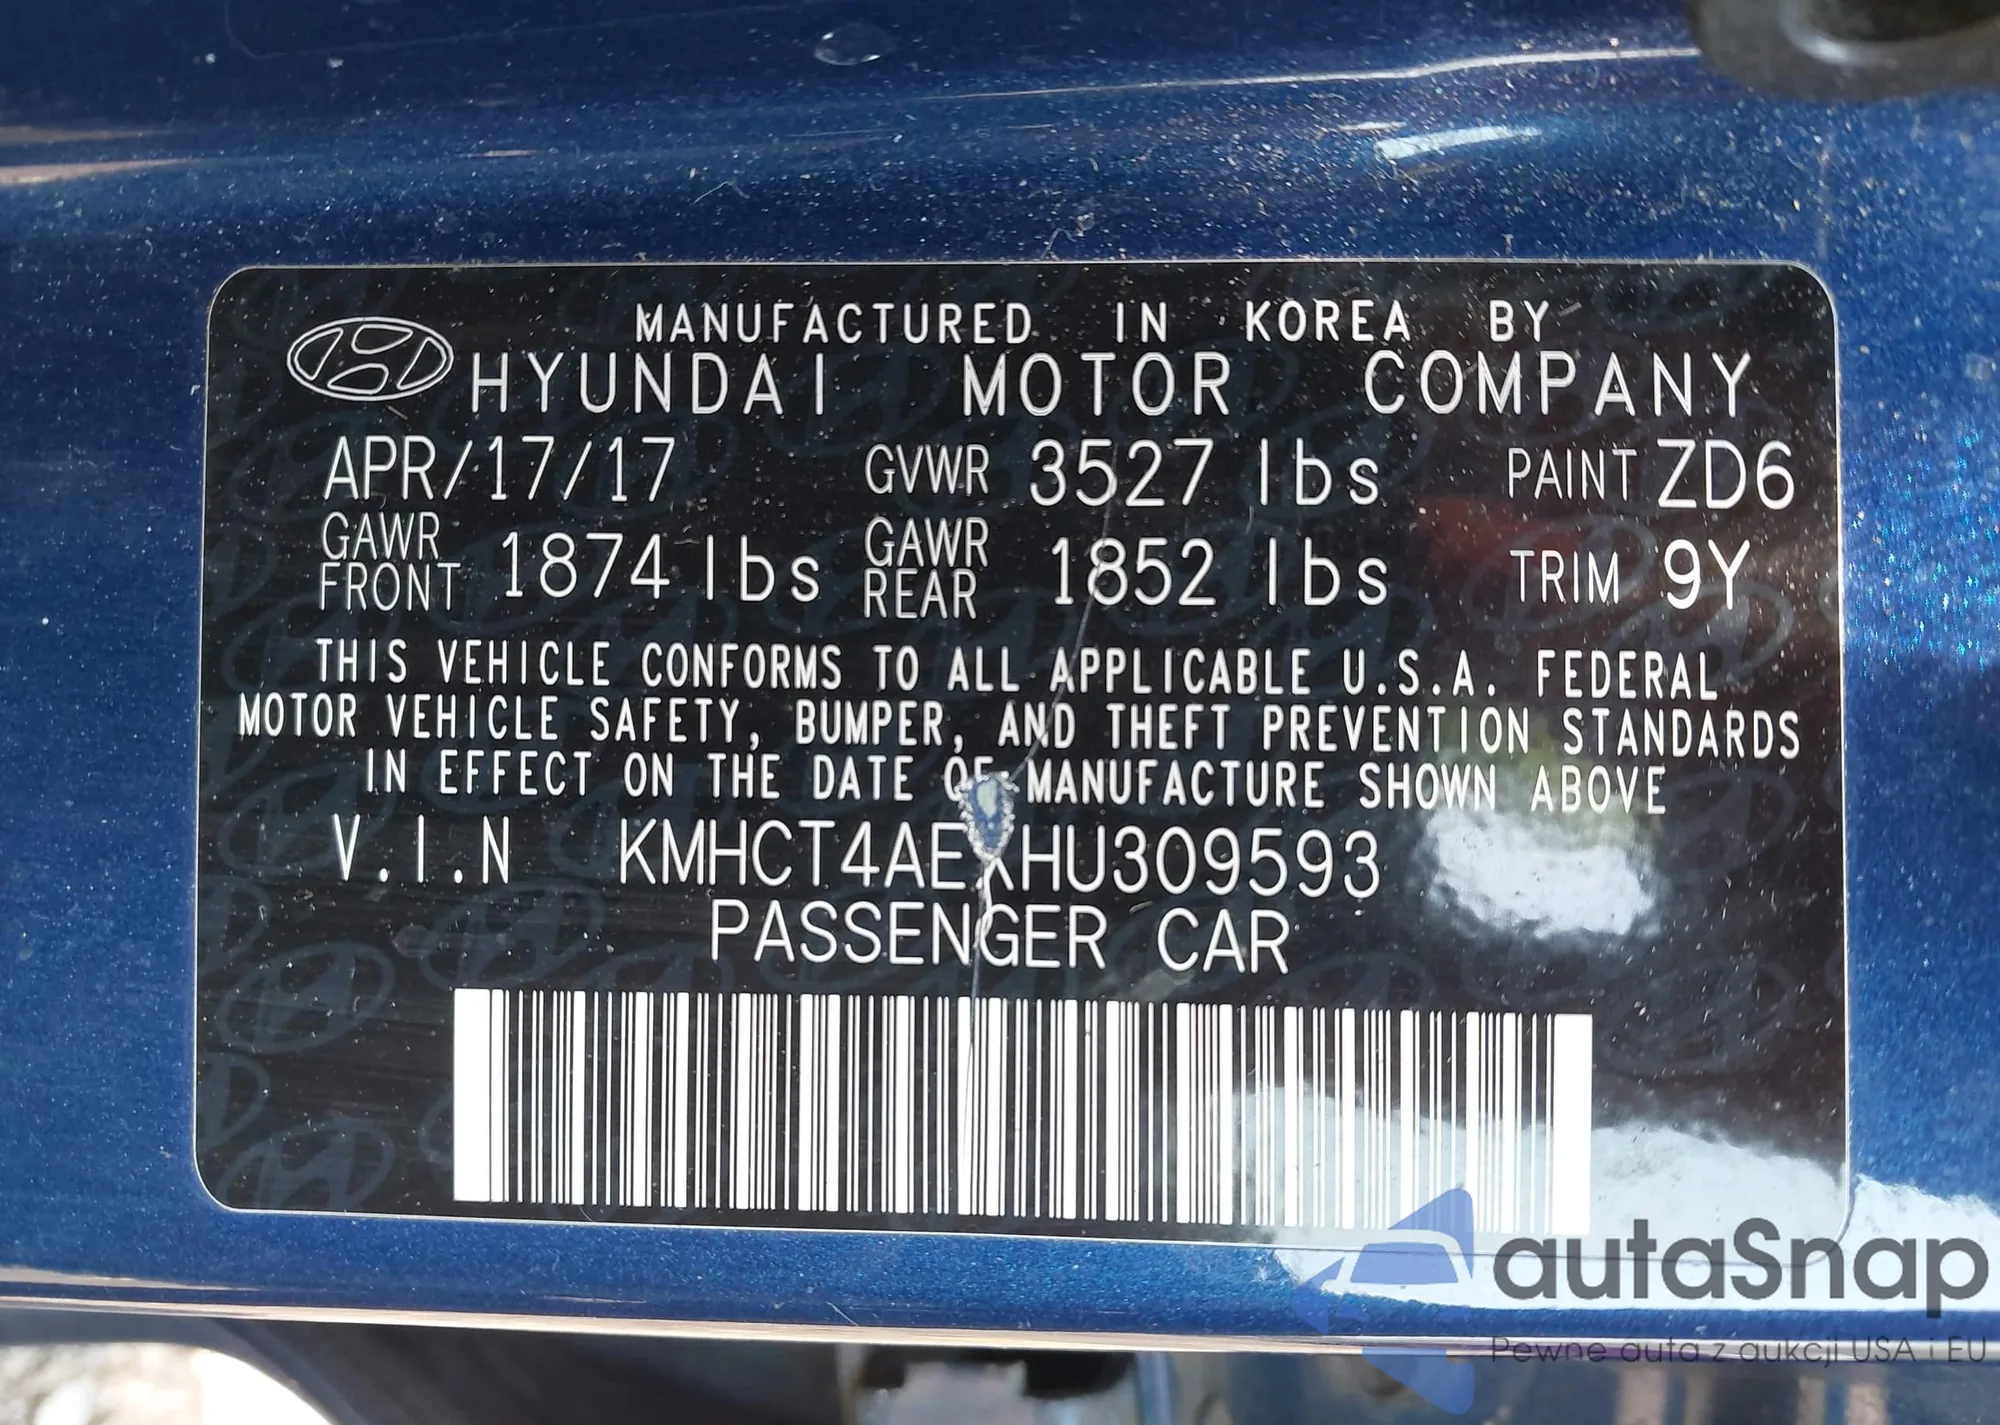 MANUFACTURED IN KOREA BY
HYUNDAI MOTOR COMPANY
APR/17/17 GVWR 3527 lbs PAINT ZD6
GAWR FRONT 1874 lbs GAWR REAR 1852 lbs TRIM 9Y
THIS VEHICLE CONFORMS TO ALL APPLICABLE U.S.A. FEDERAL
MOTOR VEHICLE SAFETY, BUMPER, AND THEFT PREVENTION STANDARDS
IN EFFECT ON THE DATE OF MANUFACTURE SHOWN ABOVE
V.I.N KMHCT4AEXHU309593
PASSENGER CAR
autaSnap
Pewne auta z aukcji USA i EU